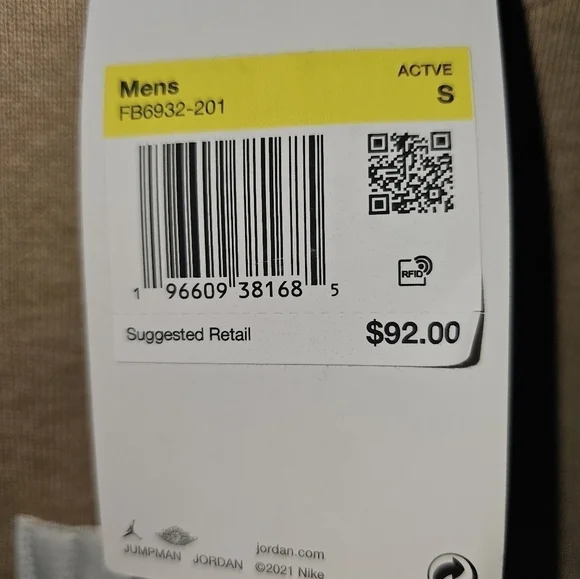 Mens ACTVE
FB6932-201 S
RFID
1 96609 38168 5
Suggested Retail $92.00
JUMPMAN JORDAN jordan.com
©2021 Nike